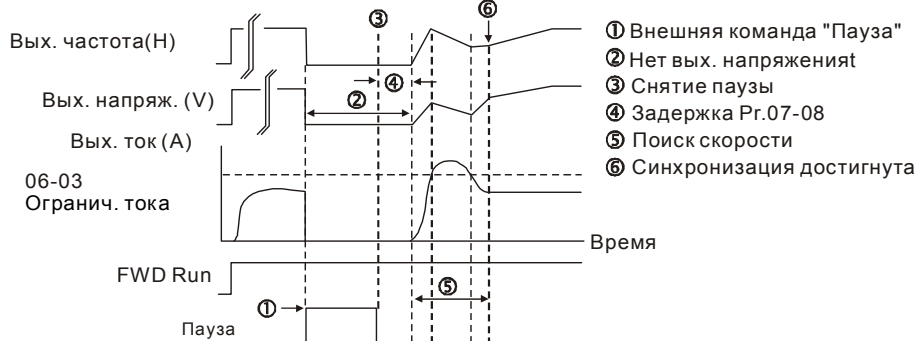 ③
⑥
Вых. частота(H)
④
②
Вых. напряж. (V)
Вых. ток (A)
06-03
Огранич. тока
Время
FWD Run
⑤
①
Пауза
① Внешняя команда "Пауза"
② Нет вых. напряженияt
③ Снятие паузы
④ Задержка Pr.07-08
⑤ Поиск скорости
⑥ Синхронизация достигнута